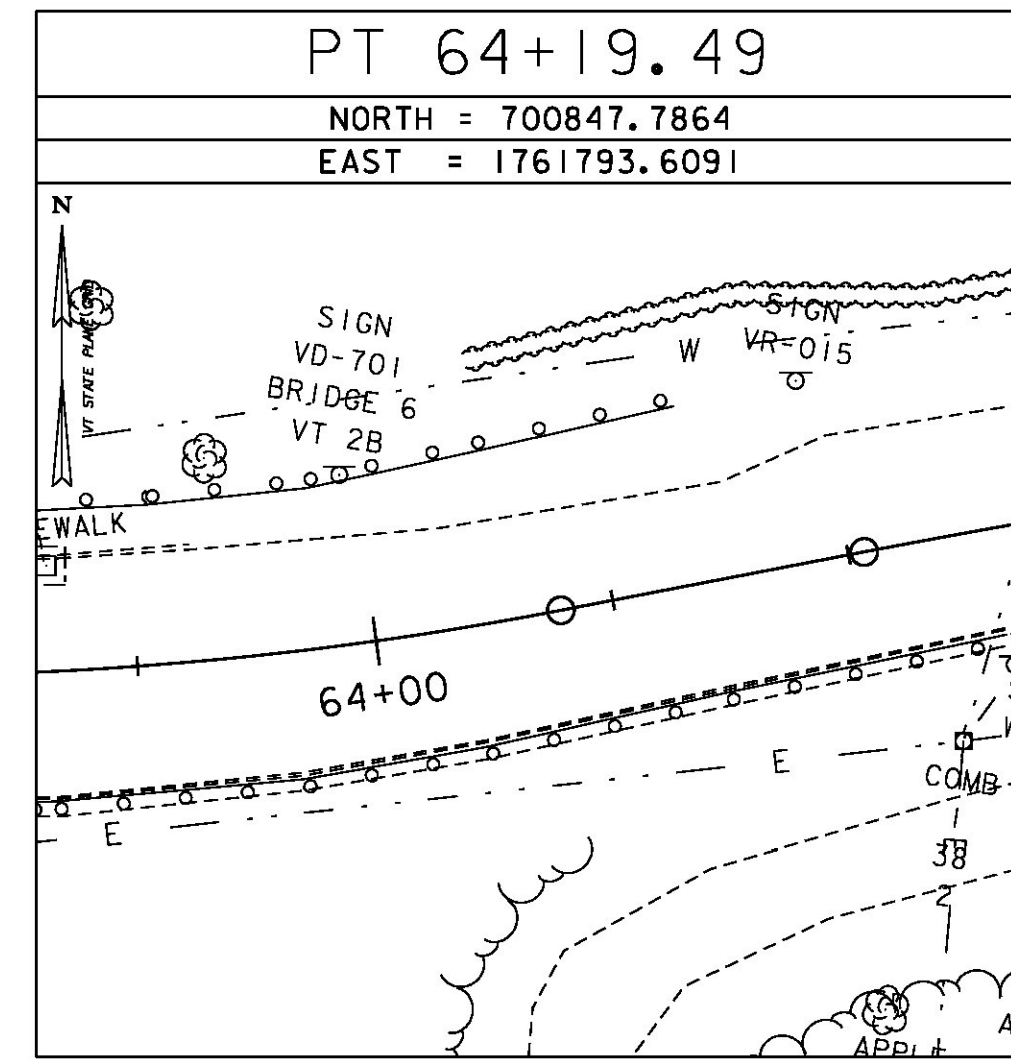 PT 64+19.49
NORTH = 700847.7864
EAST = 1761793.6091
N
VT STATE PLANE GRID
SIGN
VD-701
BRIDGE 6
VT 2B
W
SIGN
VR-015
EWALK
64+00
E
E
COMB
38
2